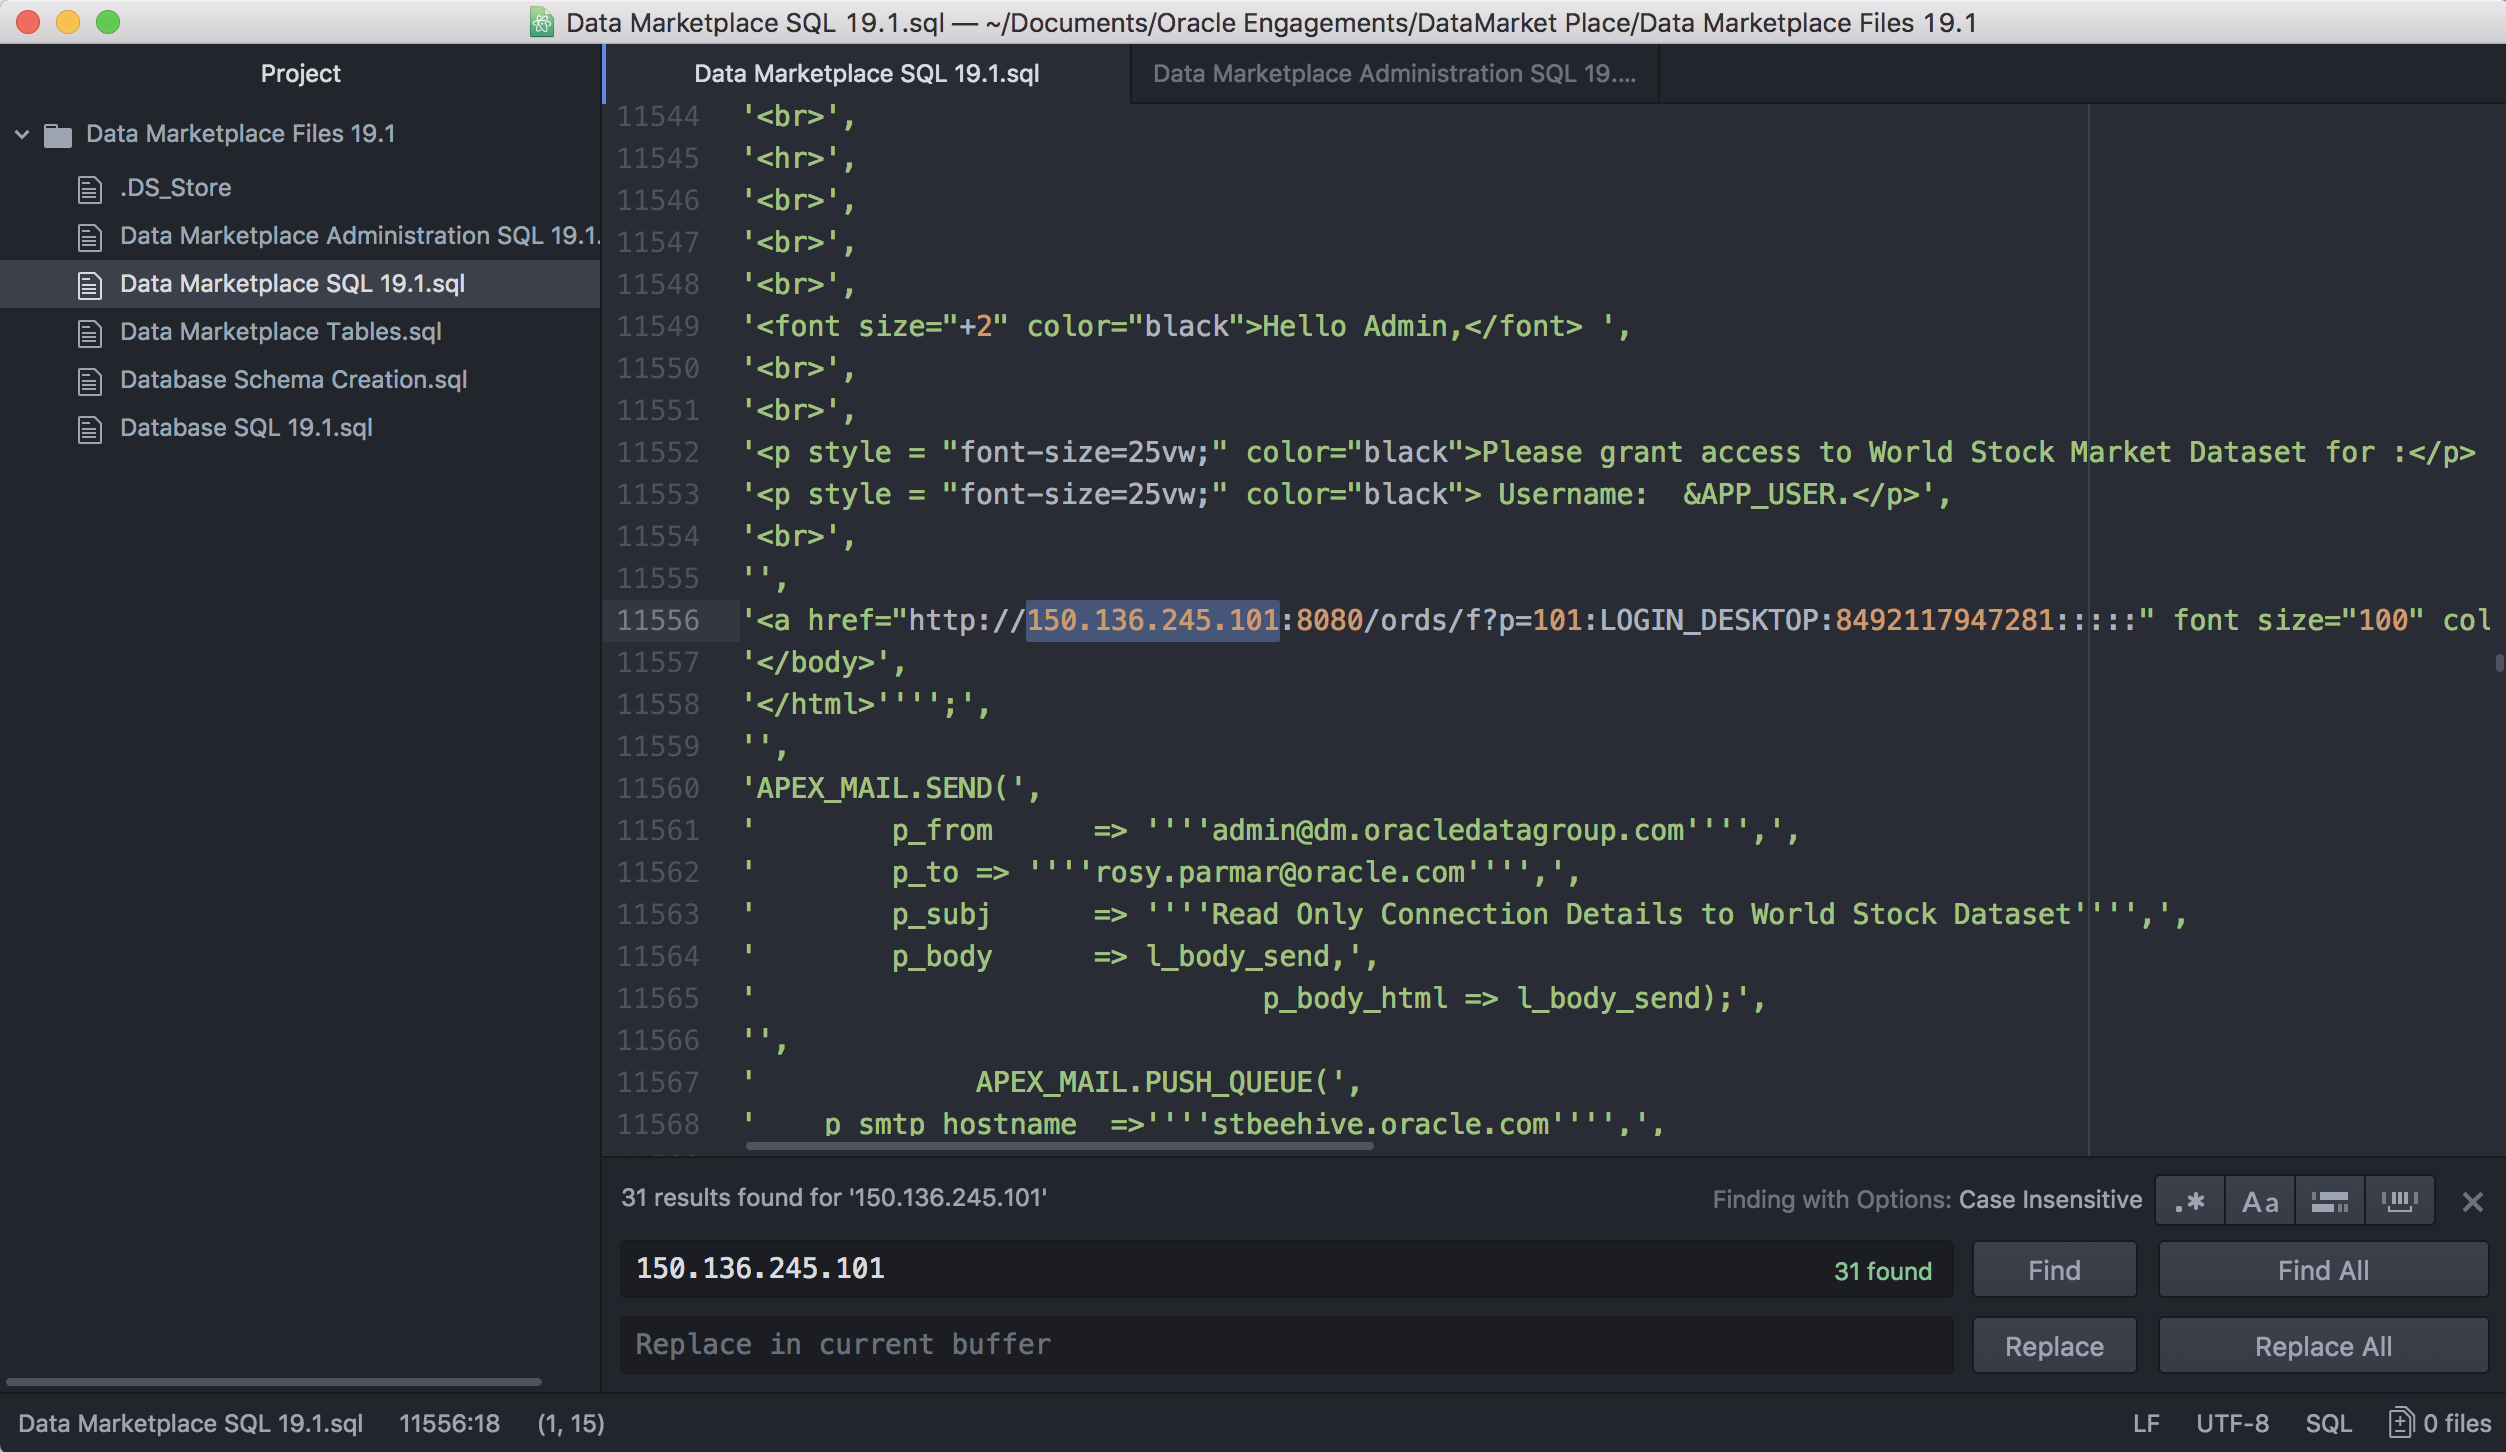 Data Marketplace SQL 19.1.sql — ~/Documents/Oracle Engagements/DataMarket Place/Data Marketplace Files 19.1
Project
Data Marketplace Files 19.1
.DS_Store
Data Marketplace Administration SQL 19.1.
Data Marketplace SQL 19.1.sql
Data Marketplace Tables.sql
Database Schema Creation.sql
Database SQL 19.1.sql
Data Marketplace SQL 19.1.sql
Data Marketplace Administration SQL 19....
11544 '<br>',
11545 '<hr>',
11546 '<br>',
11547 '<br>',
11548 '<br>',
11549 '<font size="+2" color="black">Hello Admin,</font> ',
11550 '<br>',
11551 '<br>',
11552 '<p style = "font-size=25vw;" color="black">Please grant access to World Stock Market Dataset for :</p>
11553 '<p style = "font-size=25vw;" color="black"> Username:  &APP_USER.</p>',
11554 '<br>',
11555 '',
11556 '<a href="http://150.136.245.101:8080/ords/f?p=101:LOGIN_DESKTOP:8492117947281:::::" font size="100" col
11557 '</body>',
11558 '</html>'''';',
11559 '',
11560 'APEX_MAIL.SEND(',
11561 '        p_from      => ''''admin@dm.oracledatagroup.com'''',',
11562 '        p_to => ''''rosy.parmar@oracle.com'''',',
11563 '        p_subj      => ''''Read Only Connection Details to World Stock Dataset'''',',
11564 '        p_body      => l_body_send,',
11565 '                              p_body_html => l_body_send);',
11566 '',
11567 '             APEX_MAIL.PUSH_QUEUE(',
11568 '    p_smtp_hostname  =>''''stbeehive.oracle.com'''',',
31 results found for '150.136.245.101'
Finding with Options: Case Insensitive
.* Aa
150.136.245.101
31 found
Find
Find All
Replace in current buffer
Replace
Replace All
Data Marketplace SQL 19.1.sql 11556:18 (1, 15)
LF UTF-8 SQL 0 files